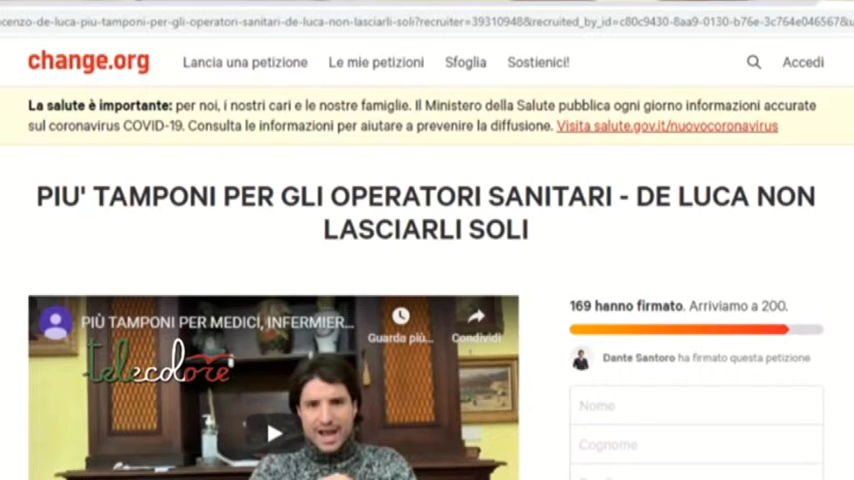 cenzo-de-luca-piu-tamponi-per-gli-operatori-sanitari-de-luca-non-lasciarli-soli?recruiter=39310948&recruited_by_id=c80c9430-8aa9-0130-b76e-3c764e046567&u
change.org
Lancia una petizione
Le mie petizioni
Sfoglia
Sostienici!
Accedi
La salute è importante: per noi, i nostri cari e le nostre famiglie. Il Ministero della Salute pubblica ogni giorno informazioni accurate
sul coronavirus COVID-19. Consulta le informazioni per aiutare a prevenire la diffusione. Visita salute.gov.it/nuovocoronavirus
PIU' TAMPONI PER GLI OPERATORI SANITARI - DE LUCA NON
LASCIARLI SOLI
PIÙ TAMPONI PER MEDICI, INFERMIER...
Guarda più...
Condividi
telecolore
169 hanno firmato. Arriviamo a 200.
Dante Santoro ha firmato questa petizione
Nome
Cognome